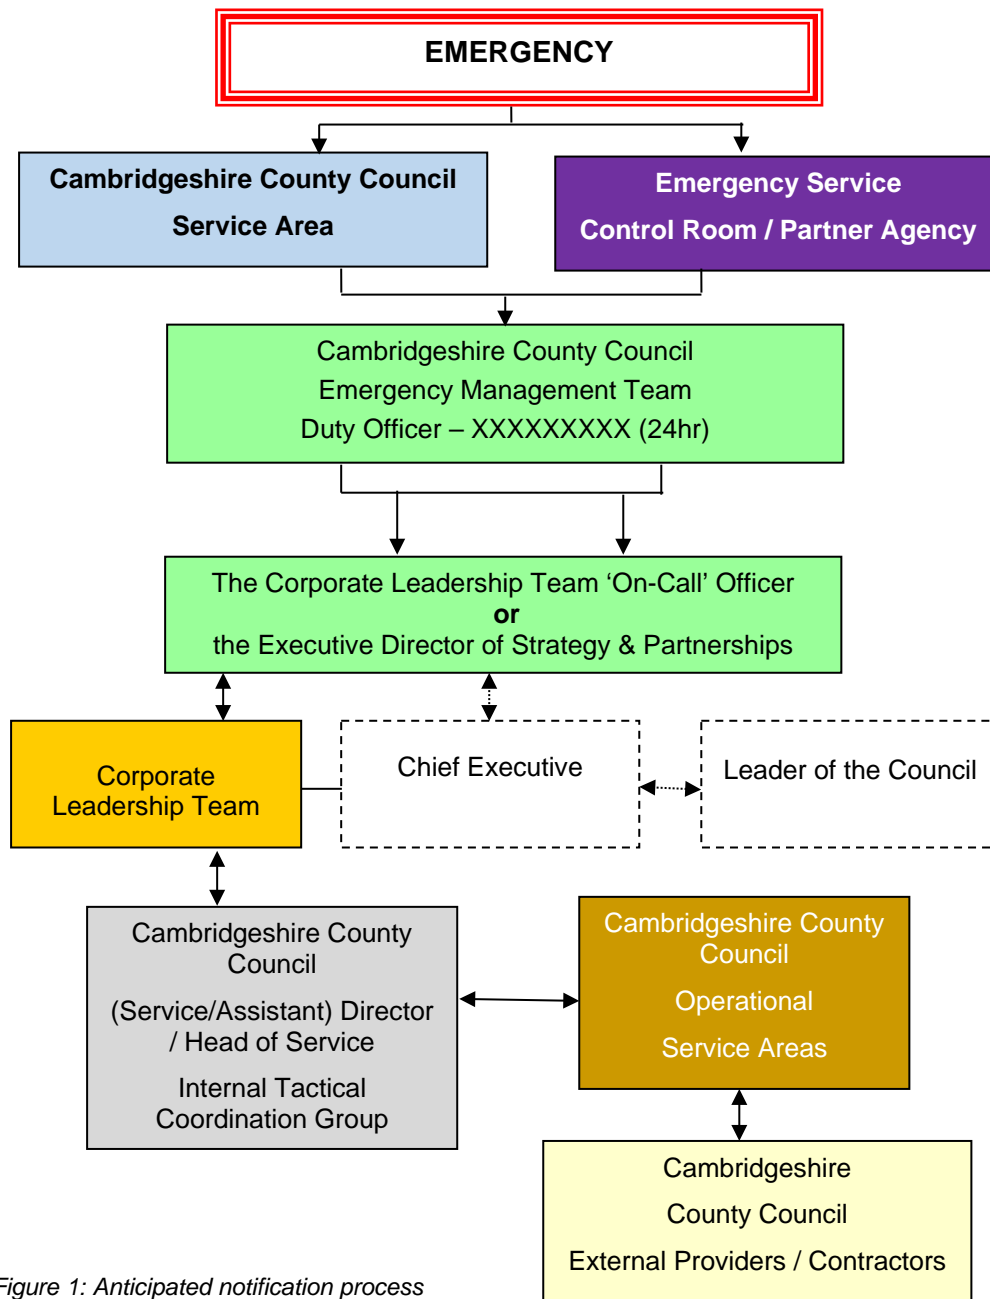 EMERGENCY
Cambridgeshire County Council
Service Area
Emergency Service
Control Room / Partner Agency
Cambridgeshire County Council
Emergency Management Team
Duty Officer – XXXXXXXXX (24hr)
The Corporate Leadership Team ‘On-Call’ Officer
or
the Executive Director of Strategy & Partnerships
Corporate
Leadership Team
Chief Executive
Leader of the Council
Cambridgeshire County
Council
(Service/Assistant) Director
/ Head of Service
Internal Tactical
Coordination Group
Cambridgeshire County
Council
Operational
Service Areas
Cambridgeshire
County Council
External Providers / Contractors
Figure 1: Anticipated notification process